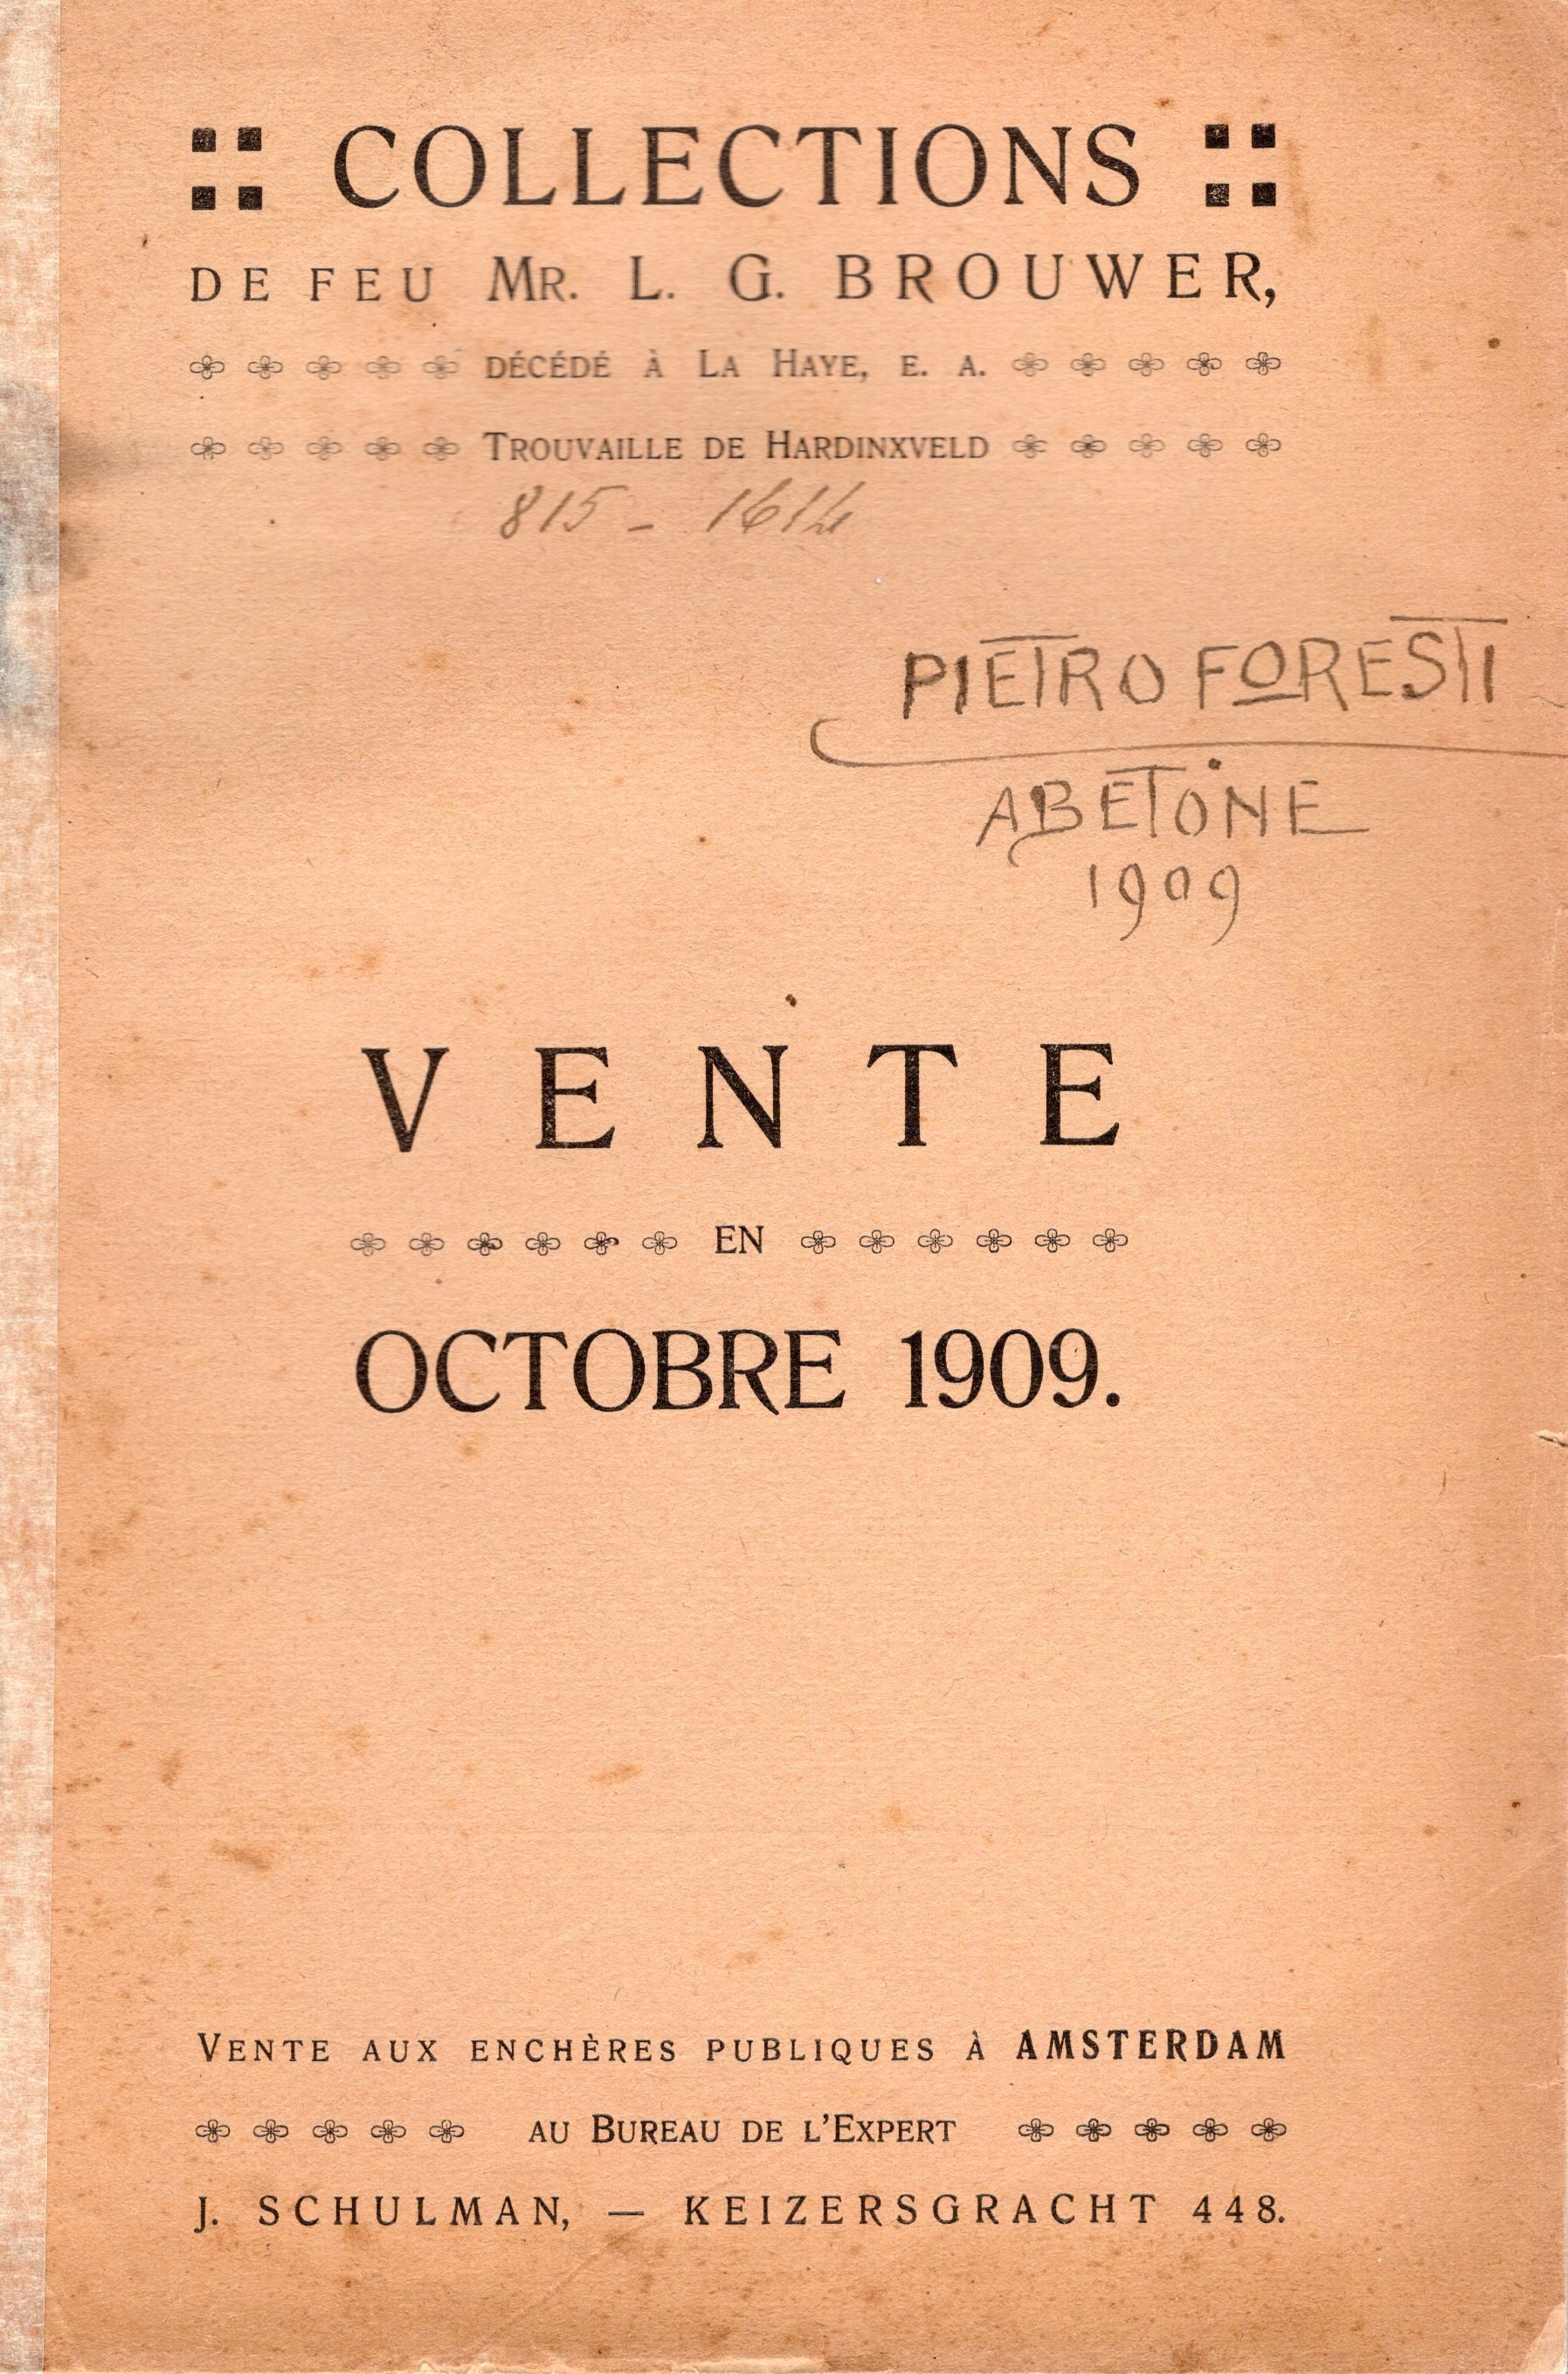 COLLECTIONS
DE FEU MR. L. G. BROUWER,
DÉCÉDÉ À LA HAYE, E. A.
TROUVAILLE DE HARDINXVELD
815 - 1614
PIETRO FORESTI
ABETONE
1909
VENTE
EN
OCTOBRE 1909.
VENTE AUX ENCHÈRES PUBLIQUES À AMSTERDAM
AU BUREAU DE L'EXPERT
J. SCHULMAN, — KEIZERSGRACHT 448.